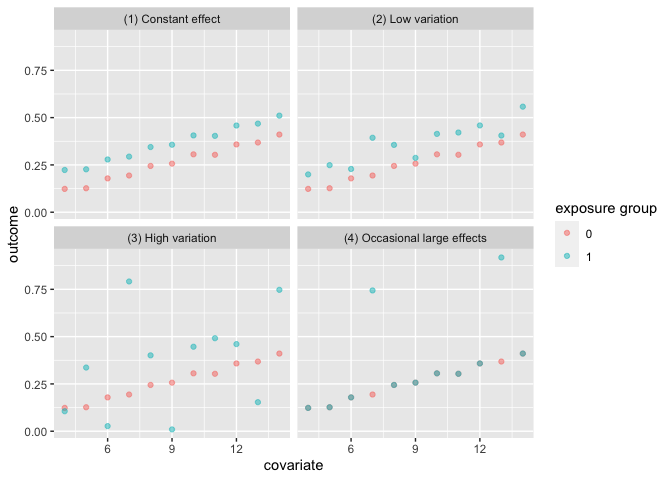 (1) Constant effect
(2) Low variation
0.75
0.50
0.25
0.00
(3) High variation
(4) Occasional large effects
0.75
0.50
0.25
0.00
6
9
12
6
9
12
covariate
outcome
exposure group
0
1